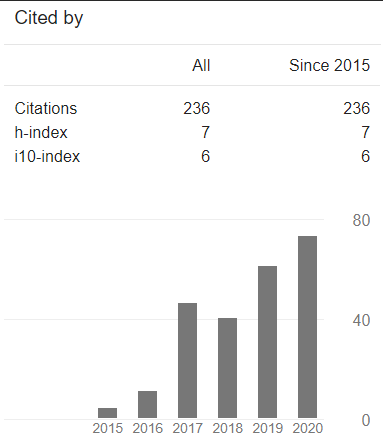 Cited by
All Since 2015
Citations 236 236
h-index 7 7
i10-index 6 6
80
40
0
2015 2016 2017 2018 2019 2020